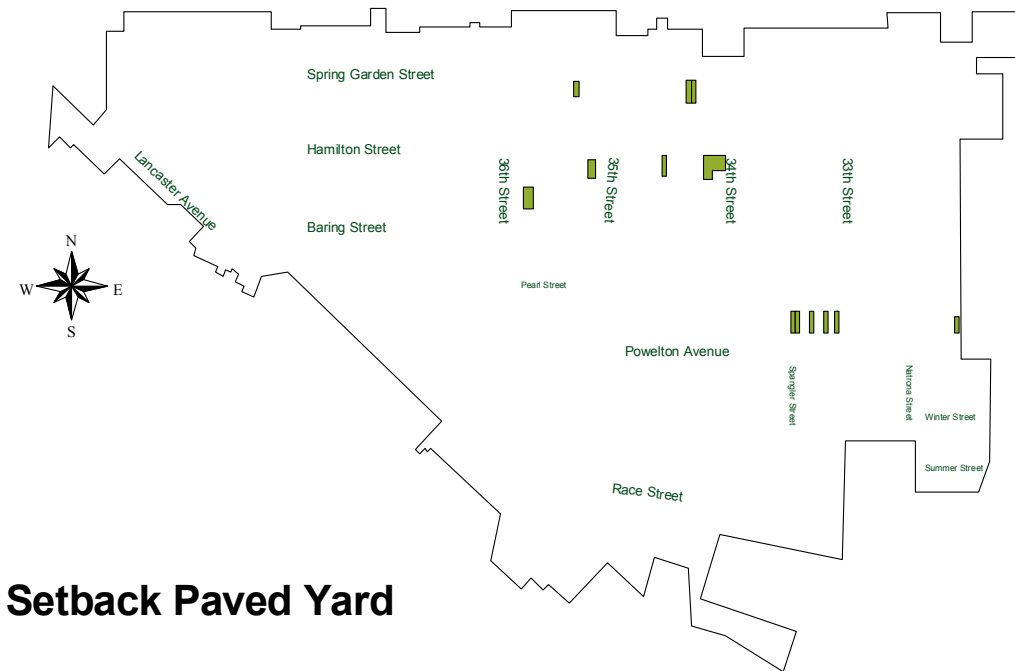 Spring Garden Street
Hamilton Street
Lancaster Avenue
36th Street
35th Street
34th Street
33th Street
Baring Street
N
W
E
S
Pearl Street
Powelton Avenue
Spangler Street
Natrona Street
Winter Street
Summer Street
Race Street
Setback Paved Yard